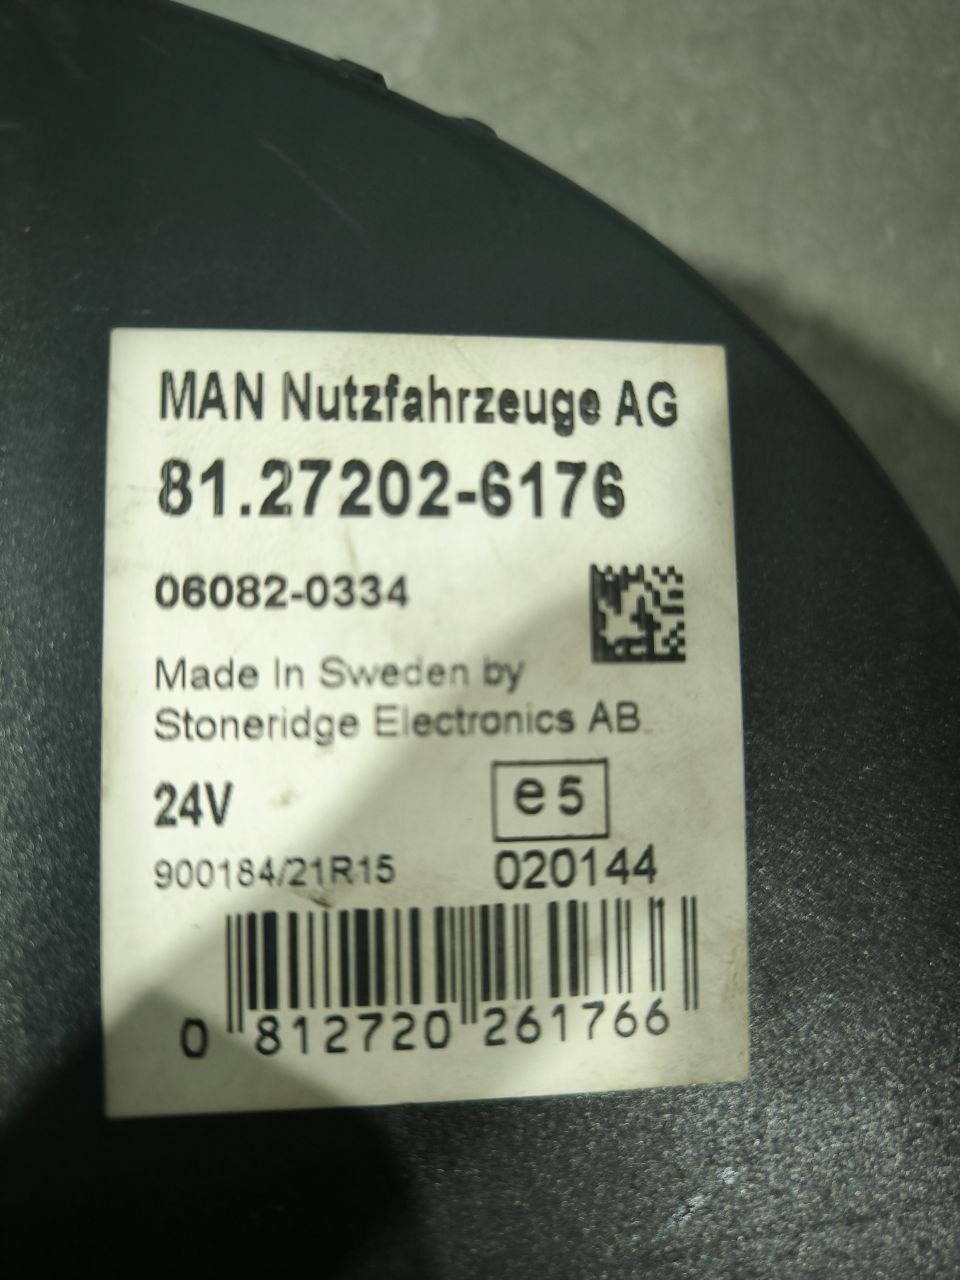 MAN Nutzfahrzeuge AG
81.27202-6176
06082-0334
Made In Sweden by
Stoneridge Electronics AB
24V
e5
900184/21R15
020144
0 812720 261766